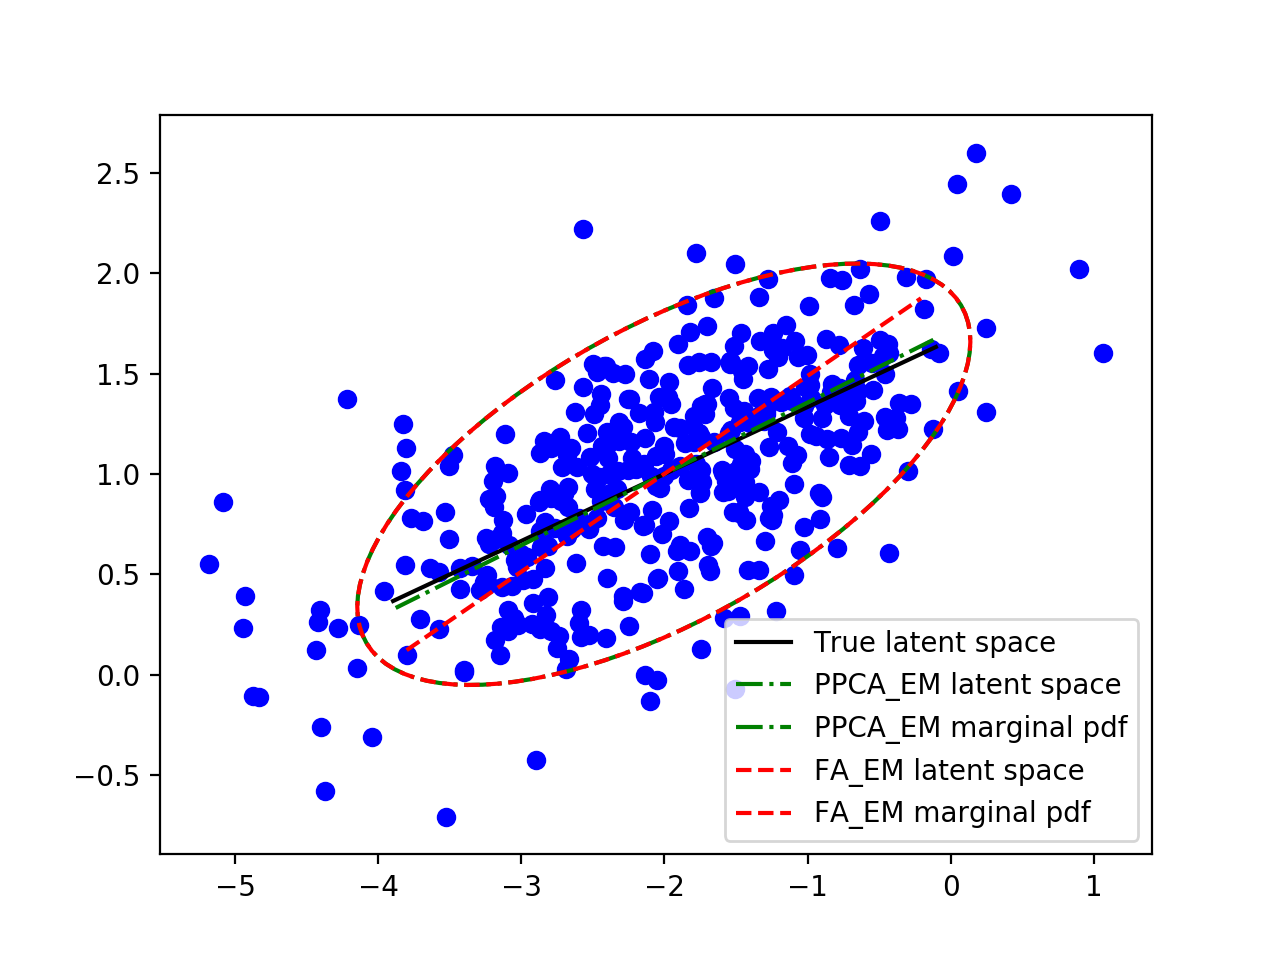 2.5
2.0
1.5
1.0
0.5
0.0
−0.5
−5 −4 −3 −2 −1 0 1
True latent space
PPCA_EM latent space
PPCA_EM marginal pdf
FA_EM latent space
FA_EM marginal pdf